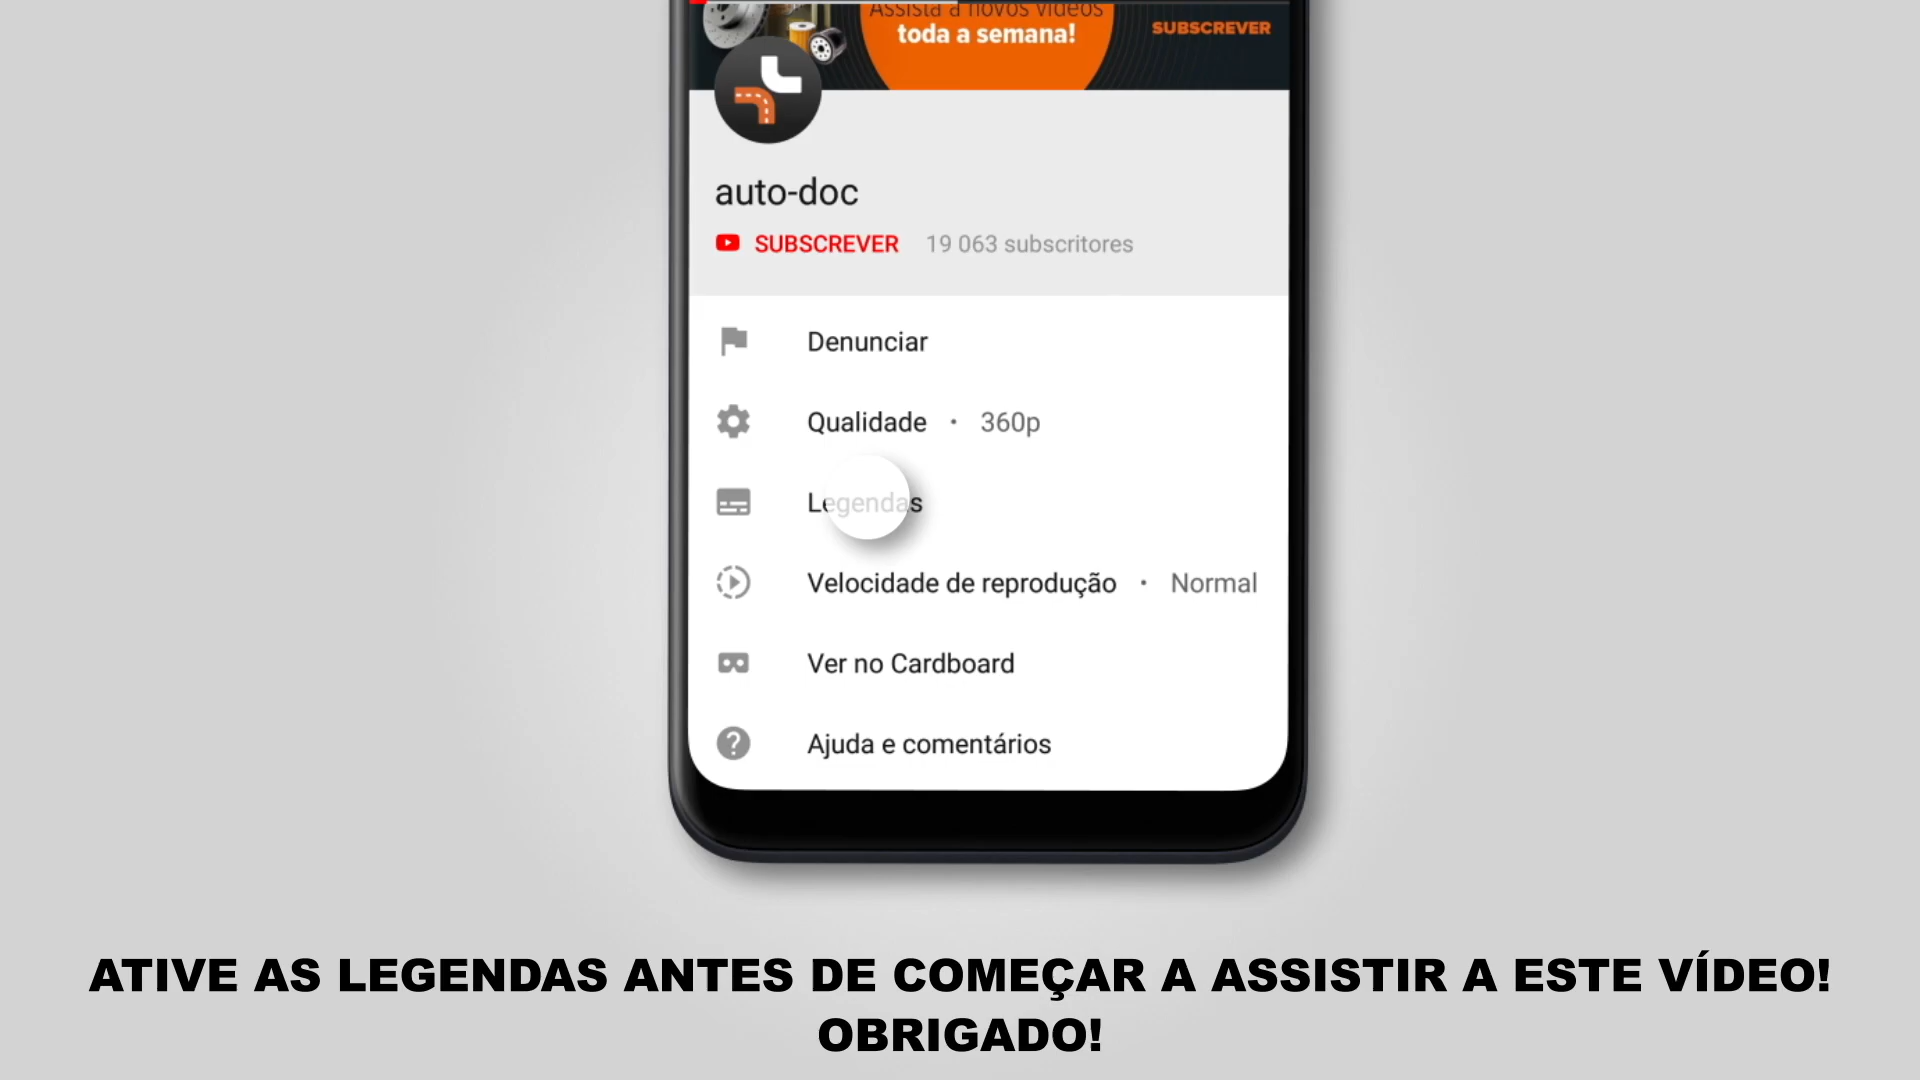 Assista a novos vídeos
toda a semana!
SUBSCREVER
auto-doc
SUBSCREVER 19 063 subscritores
Denunciar
Qualidade • 360p
Legendas
Velocidade de reprodução • Normal
Ver no Cardboard
Ajuda e comentários
ATIVE AS LEGENDAS ANTES DE COMEÇAR A ASSISTIR A ESTE VÍDEO!
OBRIGADO!